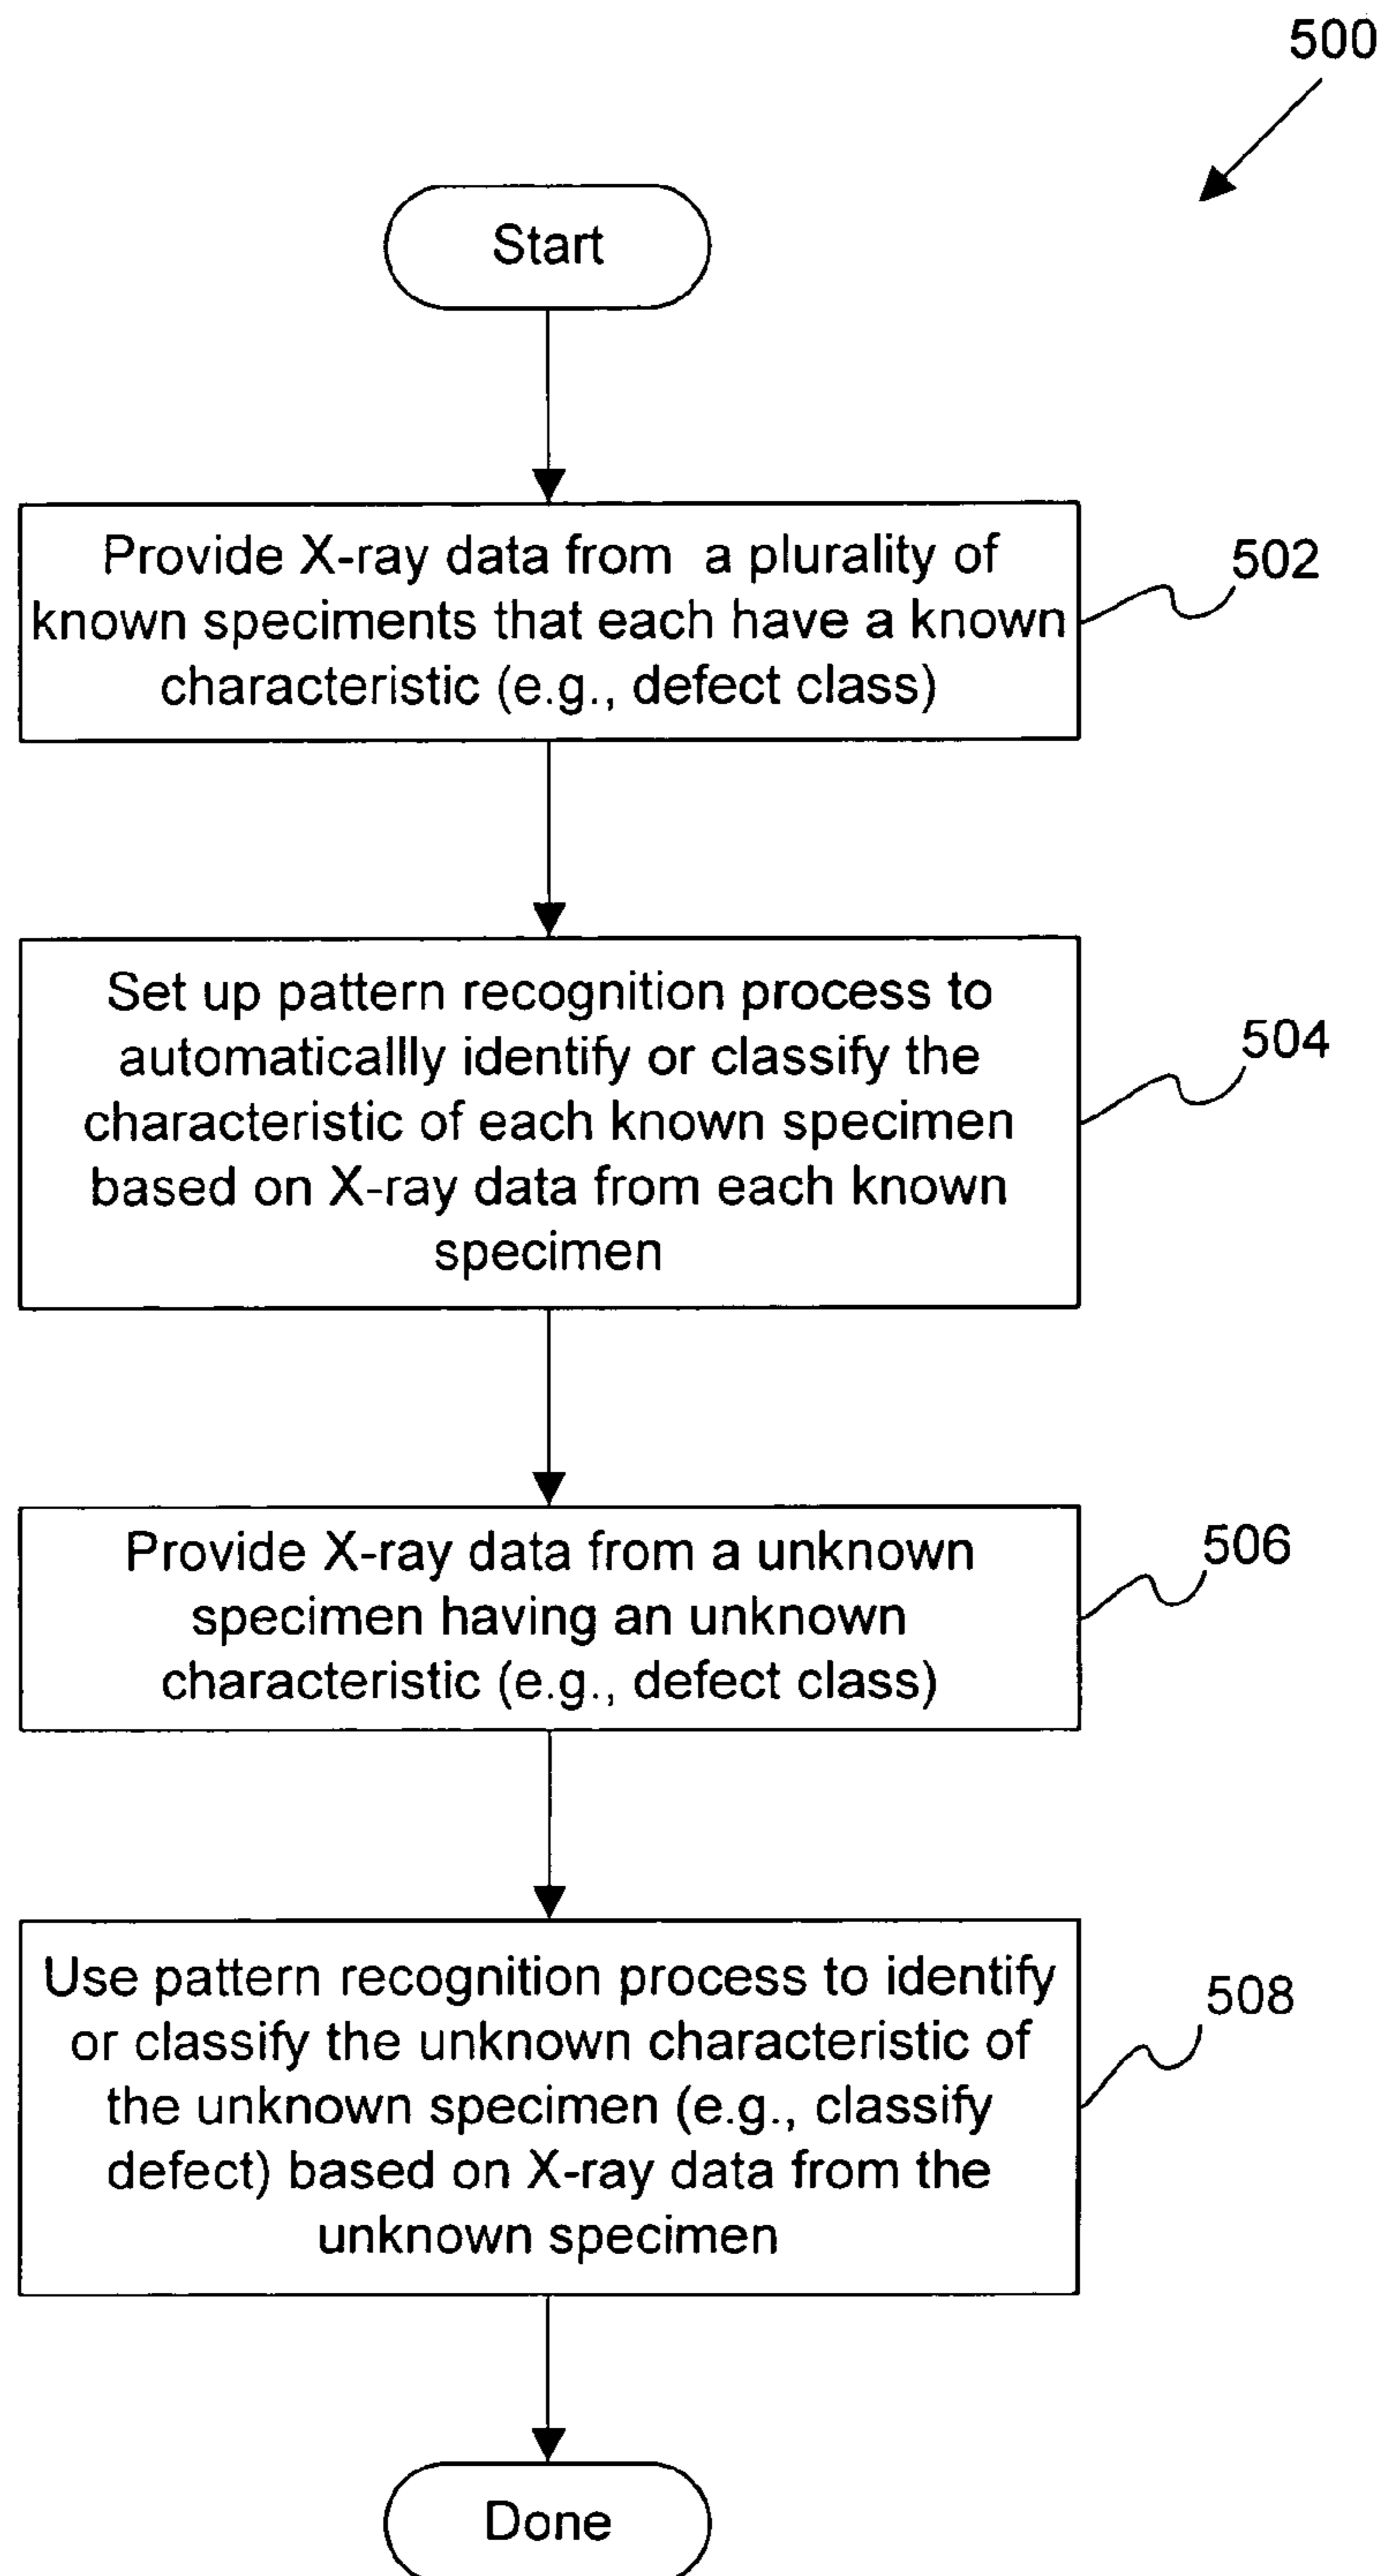 500
Start
Provide X-ray data from a plurality of
known speciments that each have a known
characteristic (e.g., defect class)
502
Set up pattern recognition process to
automaticallly identify or classify the
characteristic of each known specimen
based on X-ray data from each known
specimen
504
Provide X-ray data from a unknown
specimen having an unknown
characteristic (e.g., defect class)
506
Use pattern recognition process to identify
or classify the unknown characteristic of
the unknown specimen (e.g., classify
defect) based on X-ray data from the
unknown specimen
508
Done